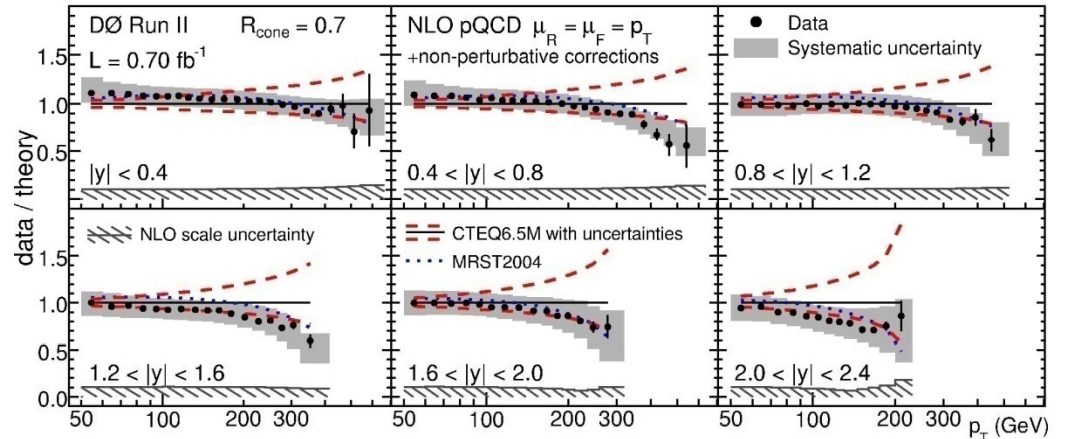 DØ Run II R_cone = 0.7
L = 0.70 fb⁻¹
NLO pQCD μ_R = μ_F = p_T
+non-perturbative corrections
Data
Systematic uncertainty
1.5
1.0
0.5
|y| < 0.4
0.4 < |y| < 0.8
0.8 < |y| < 1.2
data / theory
NLO scale uncertainty
CTEQ6.5M with uncertainties
MRST2004
1.5
1.0
0.5
0.0
1.2 < |y| < 1.6
1.6 < |y| < 2.0
2.0 < |y| < 2.4
50 100 200 300
50 100 200 300
50 100 200 300 p_T (GeV)